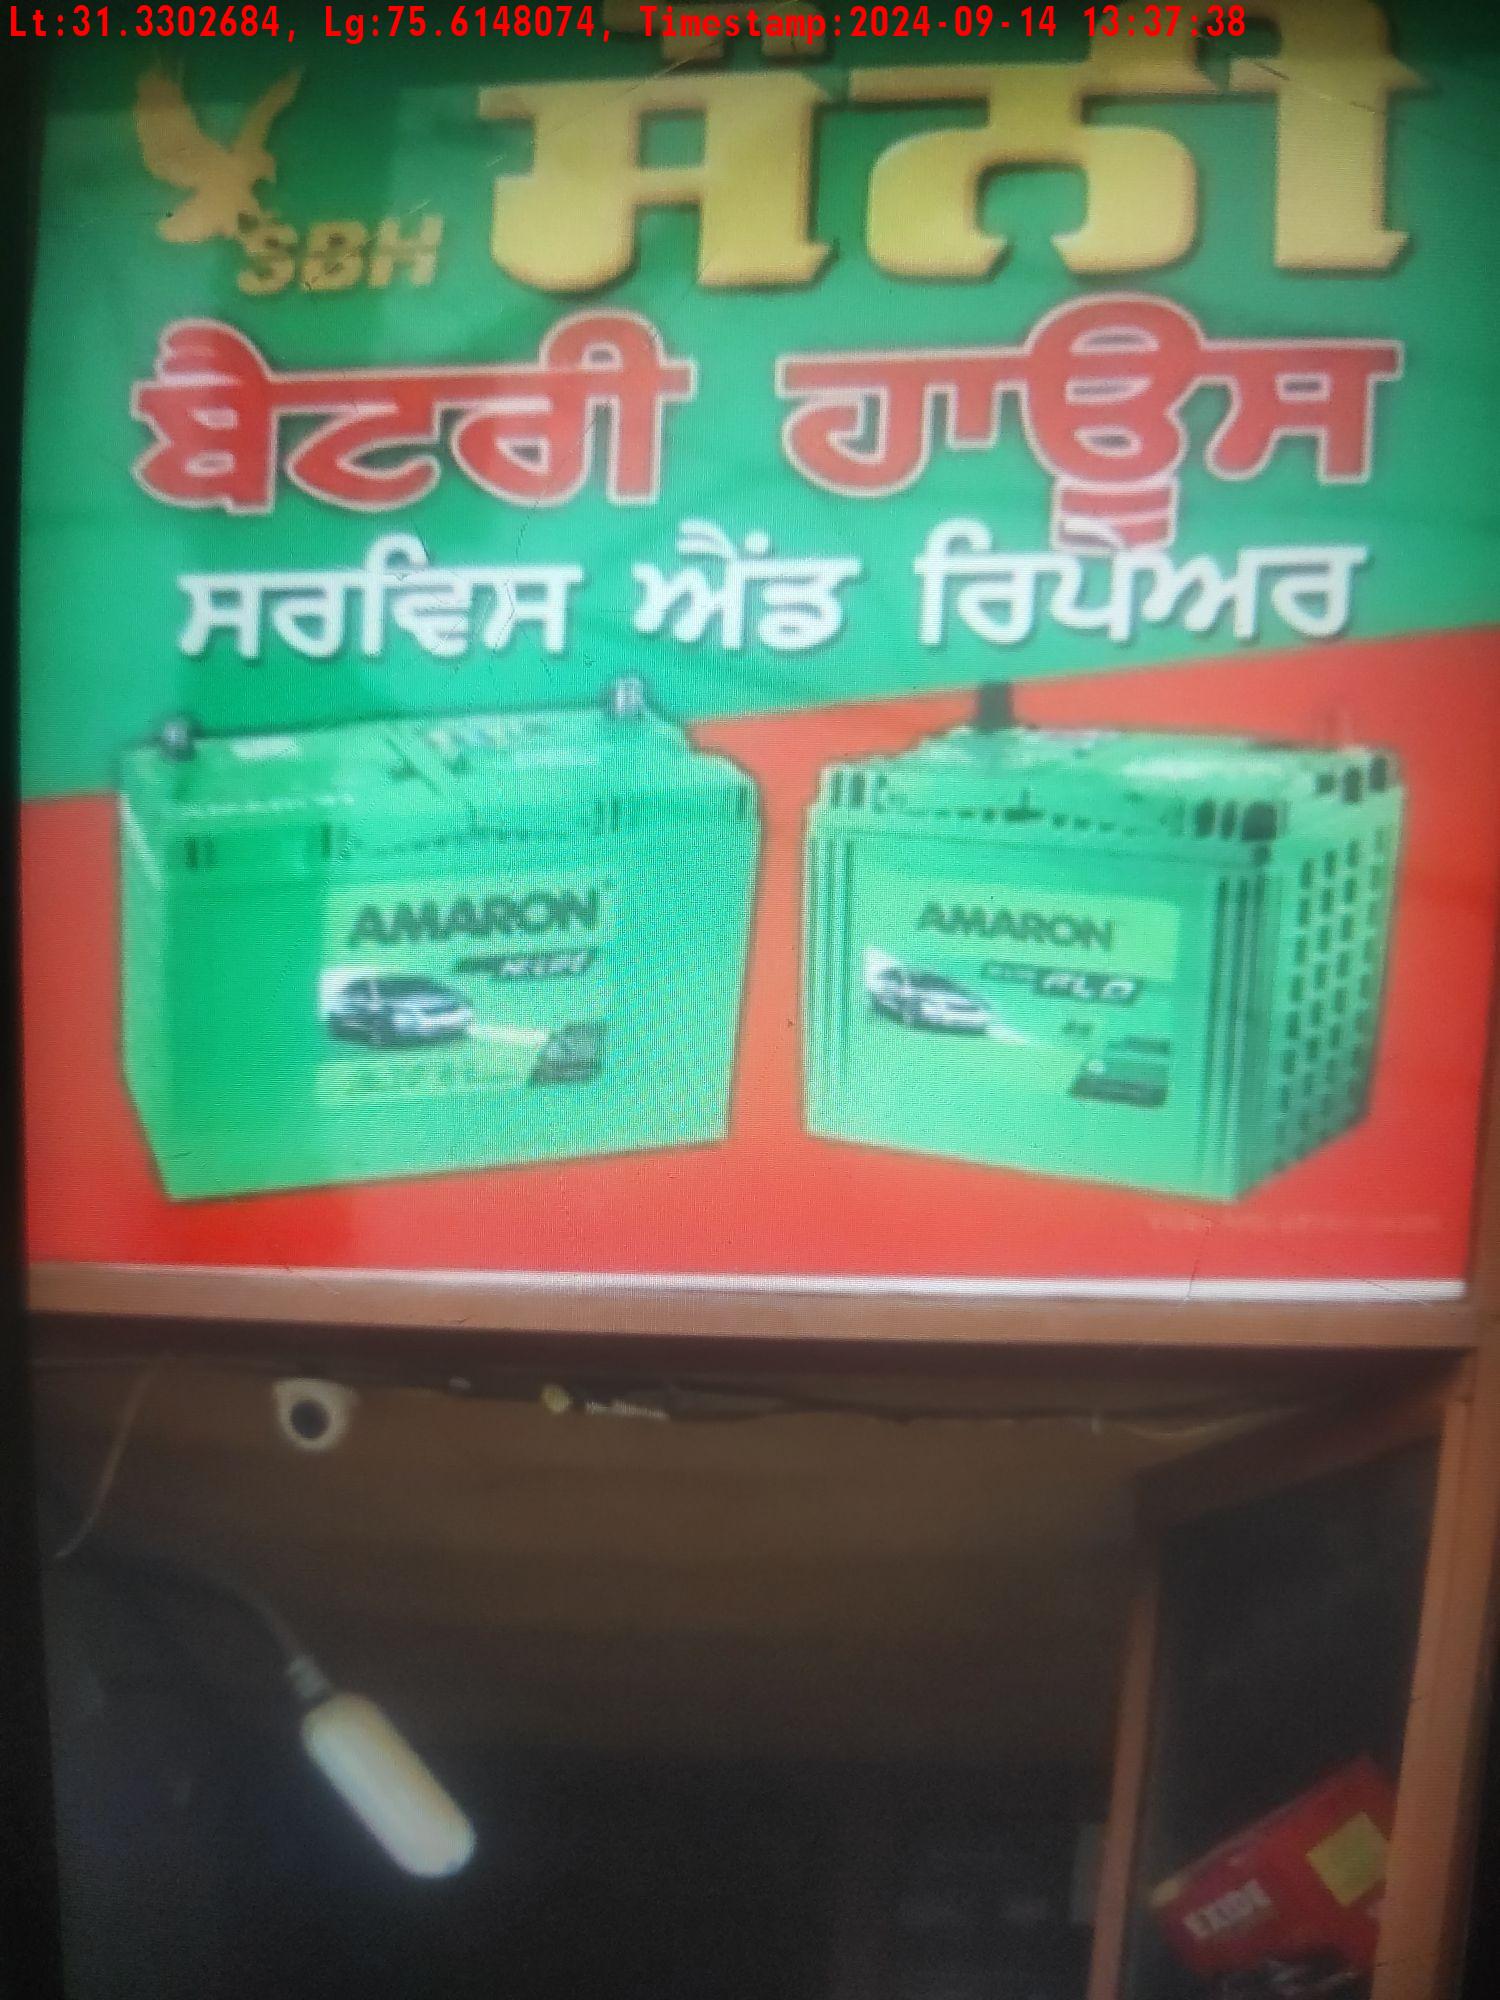 Lt:31.3302684, Lg:75.6148074, Timestamp:2024-09-14 13:37:38
SBH
ਸੰਨੀ
ਬੈਟਰੀ ਹਾਊਸ
ਸਰਵਿਸ ਐਂਡ ਰਿਪੇਅਰ
AMARON
AMARON
FLO
EXIDE